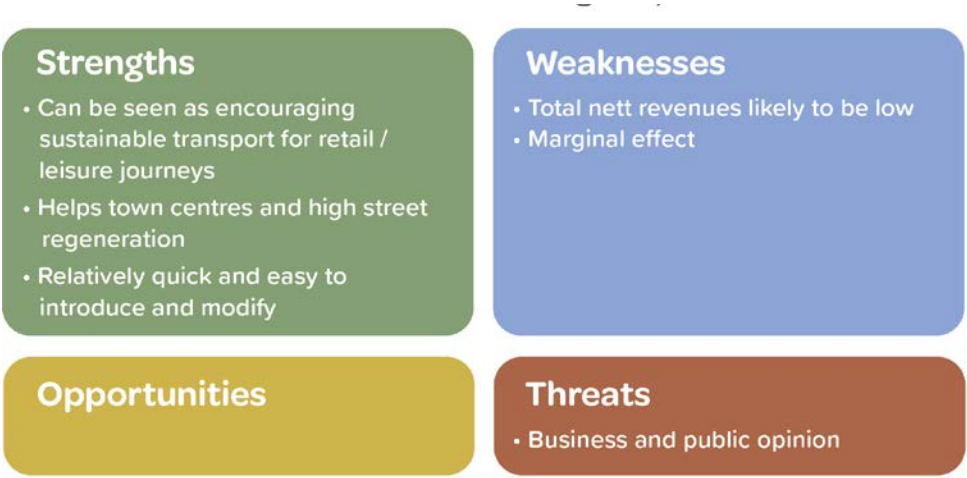 Strengths
• Can be seen as encouraging
sustainable transport for retail /
leisure journeys
• Helps town centres and high street
regeneration
• Relatively quick and easy to
introduce and modify
Weaknesses
• Total nett revenues likely to be low
• Marginal effect
Opportunities
Threats
• Business and public opinion